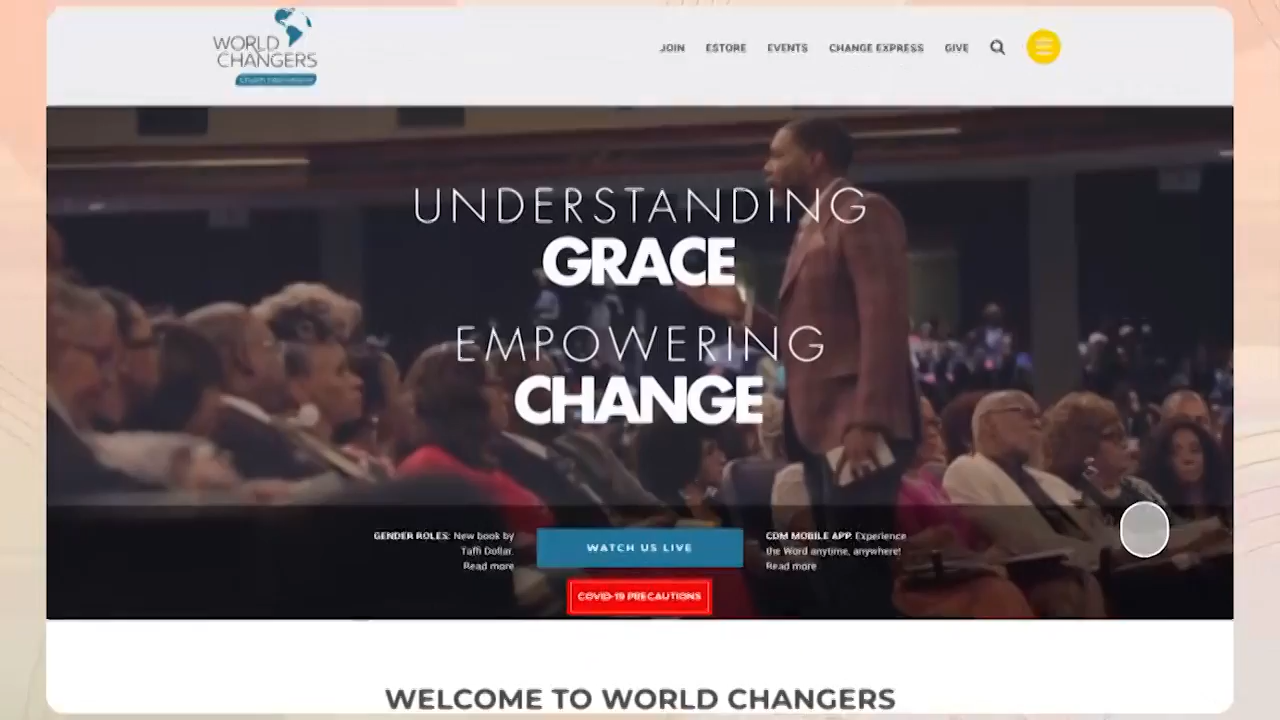 WORLD
CHANGERS
JOIN
ESTORE
EVENTS
CHANGE EXPRESS
GIVE
UNDERSTANDING
GRACE
EMPOWERING
CHANGE
GENDER ROLES: New book by
Taffi Dollar.
Read more
WATCH US LIVE
COVID-19 PRECAUTIONS
CDM MOBILE APP. Experience
the Word anytime, anywhere!
Read more
WELCOME TO WORLD CHANGERS